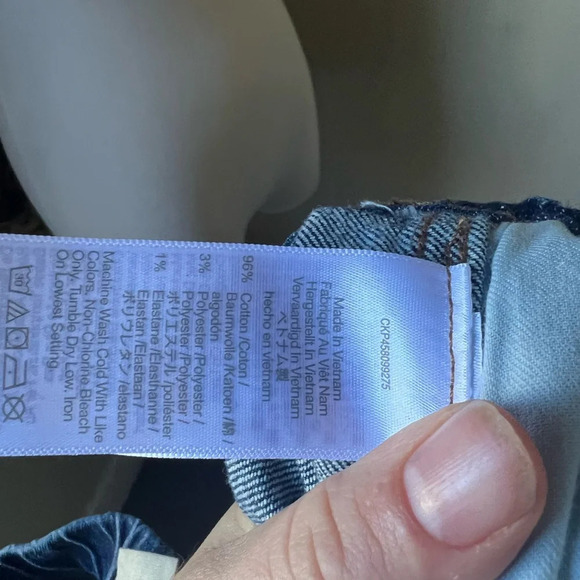 CKP458099275
Made In Vietnam
Fabriqué Au Viêt Nam
Hergestellt In Vietnam
Vervaardigd In Vietnam
ベトナム製
hecho en vietnam
96% Cotton /Coton /
Baumwolle /Katoen / 綿 /
algodón
3% Polyester /Polyester /
Polyester /Polyester /
ポリエステル /poliéster
1% Elastane /Elasthanne /
Elastan /Elastaan /
ポリウレタン /elastano
Machine Wash Cold With Like
Colors, Non-Chlorine Bleach
Only, Tumble Dry Low, Iron
On Lowest Setting.